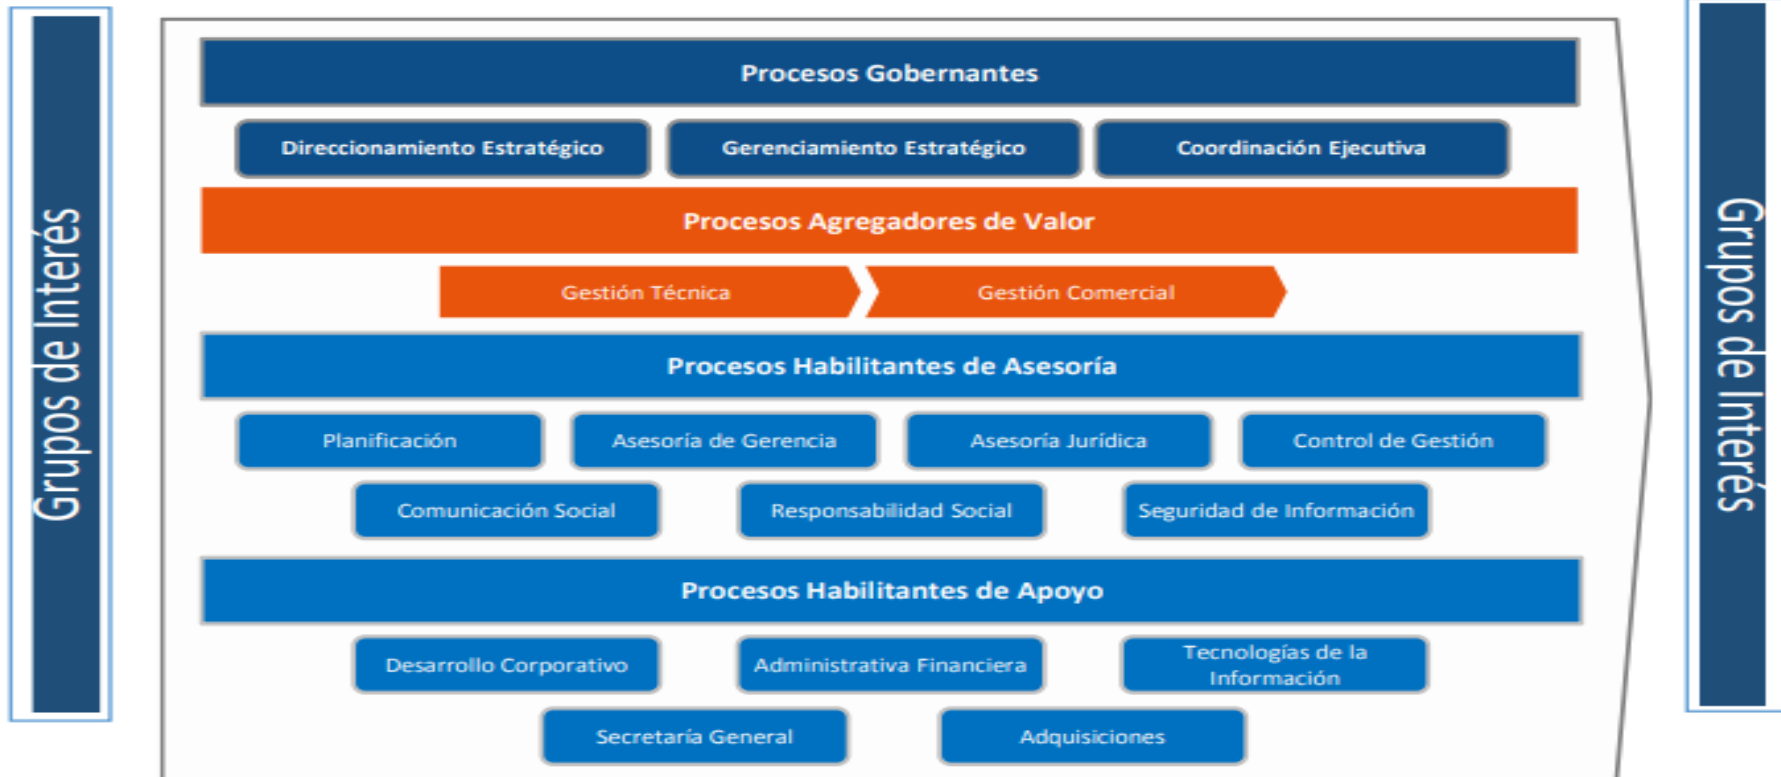 Grupos de Interés
Procesos Gobernantes
Direccionamiento Estratégico
Gerenciamiento Estratégico
Coordinación Ejecutiva
Procesos Agregadores de Valor
Gestión Técnica
Gestión Comercial
Procesos Habilitantes de Asesoría
Planificación
Asesoría de Gerencia
Asesoría Jurídica
Control de Gestión
Comunicación Social
Responsabilidad Social
Seguridad de Información
Procesos Habilitantes de Apoyo
Desarrollo Corporativo
Administrativa Financiera
Tecnologías de la
Información
Secretaría General
Adquisiciones
Grupos de Interés